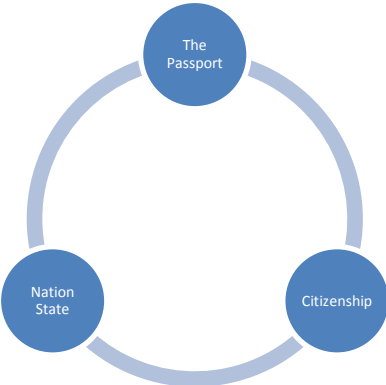 The
Passport
Nation
State
Citizenship